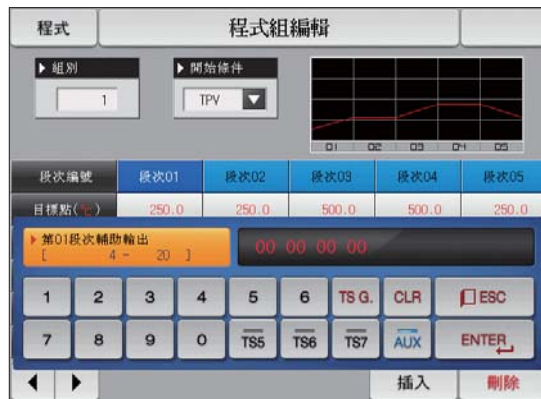 程式 程式組編輯
▶ 組別 ▶ 開始條件
1 TPV ▼
01 02 03 04 05
段次編號 段次01 段次02 段次03 段次04 段次05
目標點(℃) 250.0 250.0 500.0 500.0 250.0
▶ 第01段次輔助輸出 00 00 00 00
[ 4 - 20 ]
1 2 3 4 5 6 TS G. CLR ESC
7 8 9 0 TS5 TS6 TS7 AUX ENTER
◀ ▶ 插入 刪除